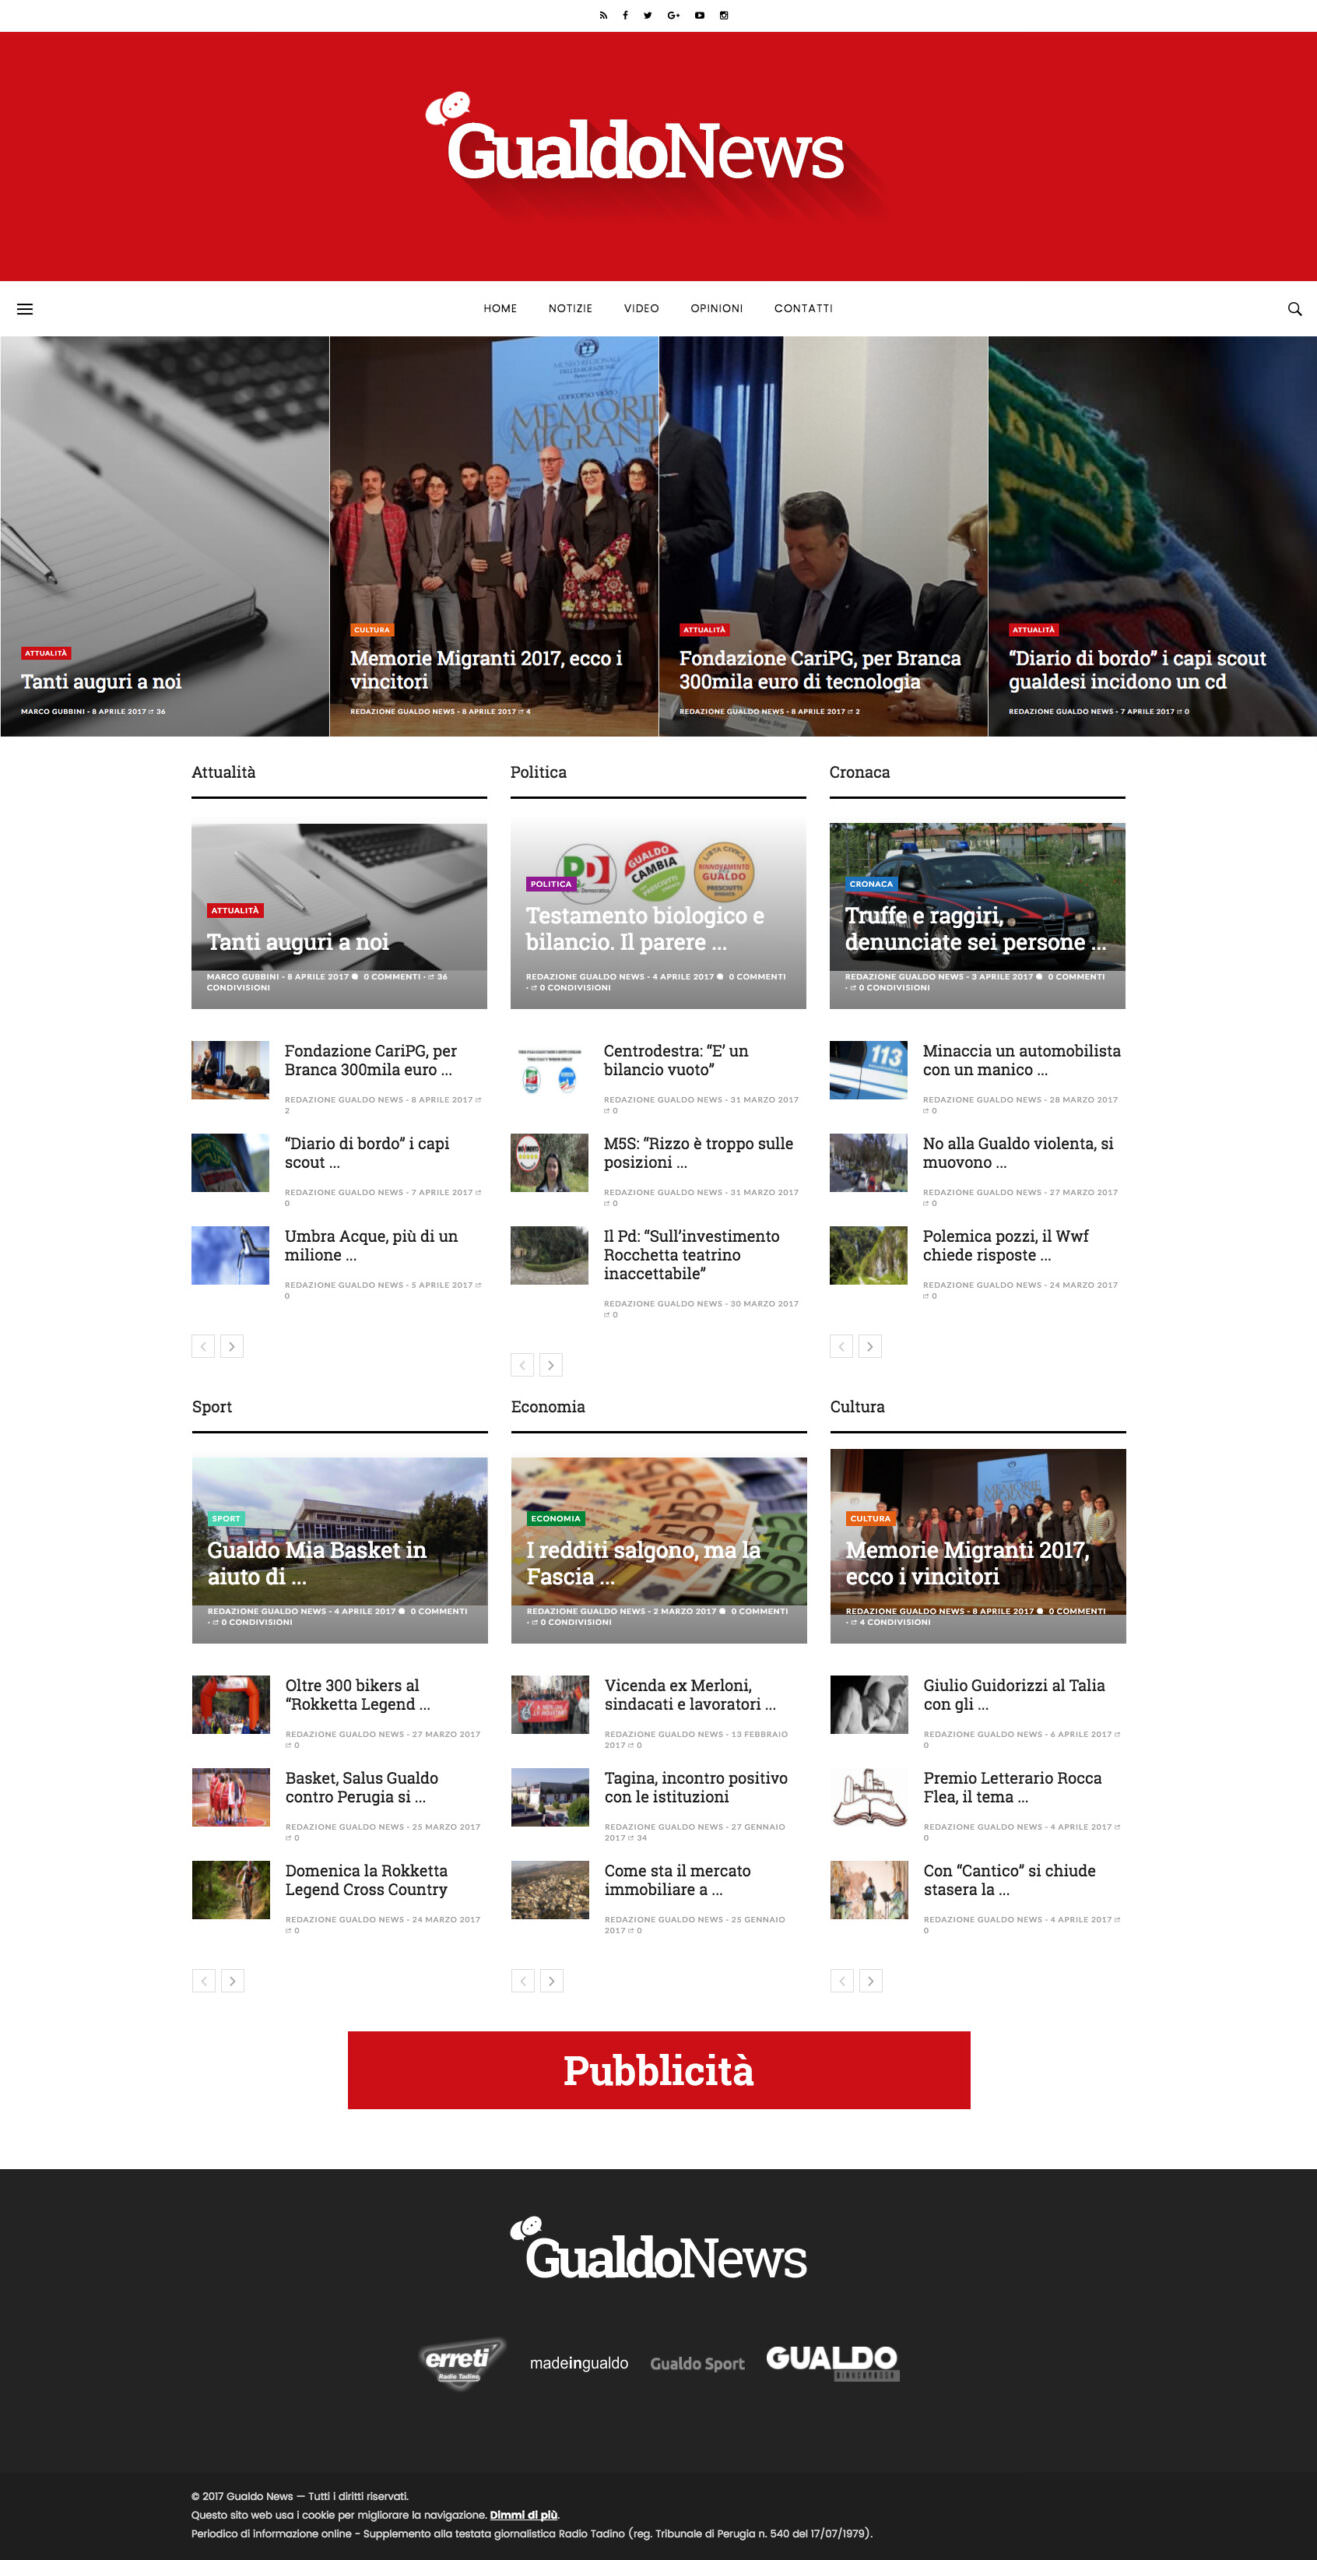 GualdoNews
HOME NOTIZIE VIDEO OPINIONI CONTATTI
ATTUALITÀ
Tanti auguri a noi
MARCO GUBBINI - 8 APRILE 2017 36
MEMORIE
MIGRANTI
CULTURA
Memorie Migranti 2017, ecco i
vincitori
REDAZIONE GUALDO NEWS - 8 APRILE 2017 4
ATTUALITÀ
Fondazione CariPG, per Branca
300mila euro di tecnologia
REDAZIONE GUALDO NEWS - 8 APRILE 2017 2
ATTUALITÀ
“Diario di bordo” i capi scout
gualdesi incidono un cd
REDAZIONE GUALDO NEWS - 7 APRILE 2017 0
Attualità
ATTUALITÀ
Tanti auguri a noi
MARCO GUBBINI - 8 APRILE 2017 0 COMMENTI - 36
CONDIVISIONI
Fondazione CariPG, per
Branca 300mila euro ...
REDAZIONE GUALDO NEWS - 8 APRILE 2017
2
“Diario di bordo” i capi
scout ...
REDAZIONE GUALDO NEWS - 7 APRILE 2017
0
Umbra Acque, più di un
milione ...
REDAZIONE GUALDO NEWS - 5 APRILE 2017
0
Politica
PD
GUALDO
CAMBIA
LISTA CIVICA
RINNOVAMENTO
GUALDO
PRESCIUTTI
POLITICA
Testamento biologico e
bilancio. Il parere ...
REDAZIONE GUALDO NEWS - 4 APRILE 2017 0 COMMENTI
- 0 CONDIVISIONI
Centrodestra: “E’ un
bilancio vuoto”
REDAZIONE GUALDO NEWS - 31 MARZO 2017
0
M5S: “Rizzo è troppo sulle
posizioni ...
REDAZIONE GUALDO NEWS - 31 MARZO 2017
0
Il Pd: “Sull’investimento
Rocchetta teatrino
inaccettabile”
REDAZIONE GUALDO NEWS - 30 MARZO 2017
0
Cronaca
CRONACA
Truffe e raggiri,
denunciate sei persone ...
REDAZIONE GUALDO NEWS - 3 APRILE 2017 0 COMMENTI
- 0 CONDIVISIONI
113
Minaccia un automobilista
con un manico ...
REDAZIONE GUALDO NEWS - 28 MARZO 2017
0
No alla Gualdo violenta, si
muovono ...
REDAZIONE GUALDO NEWS - 27 MARZO 2017
0
Polemica pozzi, il Wwf
chiede risposte ...
REDAZIONE GUALDO NEWS - 24 MARZO 2017
0
Sport
SPORT
Gualdo Mia Basket in
aiuto di ...
REDAZIONE GUALDO NEWS - 4 APRILE 2017 0 COMMENTI
- 0 CONDIVISIONI
Oltre 300 bikers al
“Rokketta Legend ...
REDAZIONE GUALDO NEWS - 27 MARZO 2017
0
Basket, Salus Gualdo
contro Perugia si ...
REDAZIONE GUALDO NEWS - 25 MARZO 2017
0
Domenica la Rokketta
Legend Cross Country
REDAZIONE GUALDO NEWS - 24 MARZO 2017
0
Economia
ECONOMIA
I redditi salgono, ma la
Fascia ...
REDAZIONE GUALDO NEWS - 2 MARZO 2017 0 COMMENTI
- 0 CONDIVISIONI
Vicenda ex Merloni,
sindacati e lavoratori ...
REDAZIONE GUALDO NEWS - 13 FEBBRAIO
2017 0
Tagina, incontro positivo
con le istituzioni
REDAZIONE GUALDO NEWS - 27 GENNAIO
2017 34
Come sta il mercato
immobiliare a ...
REDAZIONE GUALDO NEWS - 25 GENNAIO
2017 0
Cultura
CULTURA
Memorie Migranti 2017,
ecco i vincitori
REDAZIONE GUALDO NEWS - 8 APRILE 2017 0 COMMENTI
- 4 CONDIVISIONI
Giulio Guidorizzi al Talia
con gli ...
REDAZIONE GUALDO NEWS - 6 APRILE 2017
0
Premio Letterario Rocca
Flea, il tema ...
REDAZIONE GUALDO NEWS - 4 APRILE 2017
0
Con “Cantico” si chiude
stasera la ...
REDAZIONE GUALDO NEWS - 4 APRILE 2017
0
Pubblicità
GualdoNews
erreti
Radio Tadino
madeingualdo
Gualdo Sport
GUALDO
© 2017 Gualdo News — Tutti i diritti riservati.
Questo sito web usa i cookie per migliorare la navigazione. Dimmi di più.
Periodico di informazione online - Supplemento alla testata giornalistica Radio Tadino (reg. Tribunale di Perugia n. 540 del 17/07/1979).